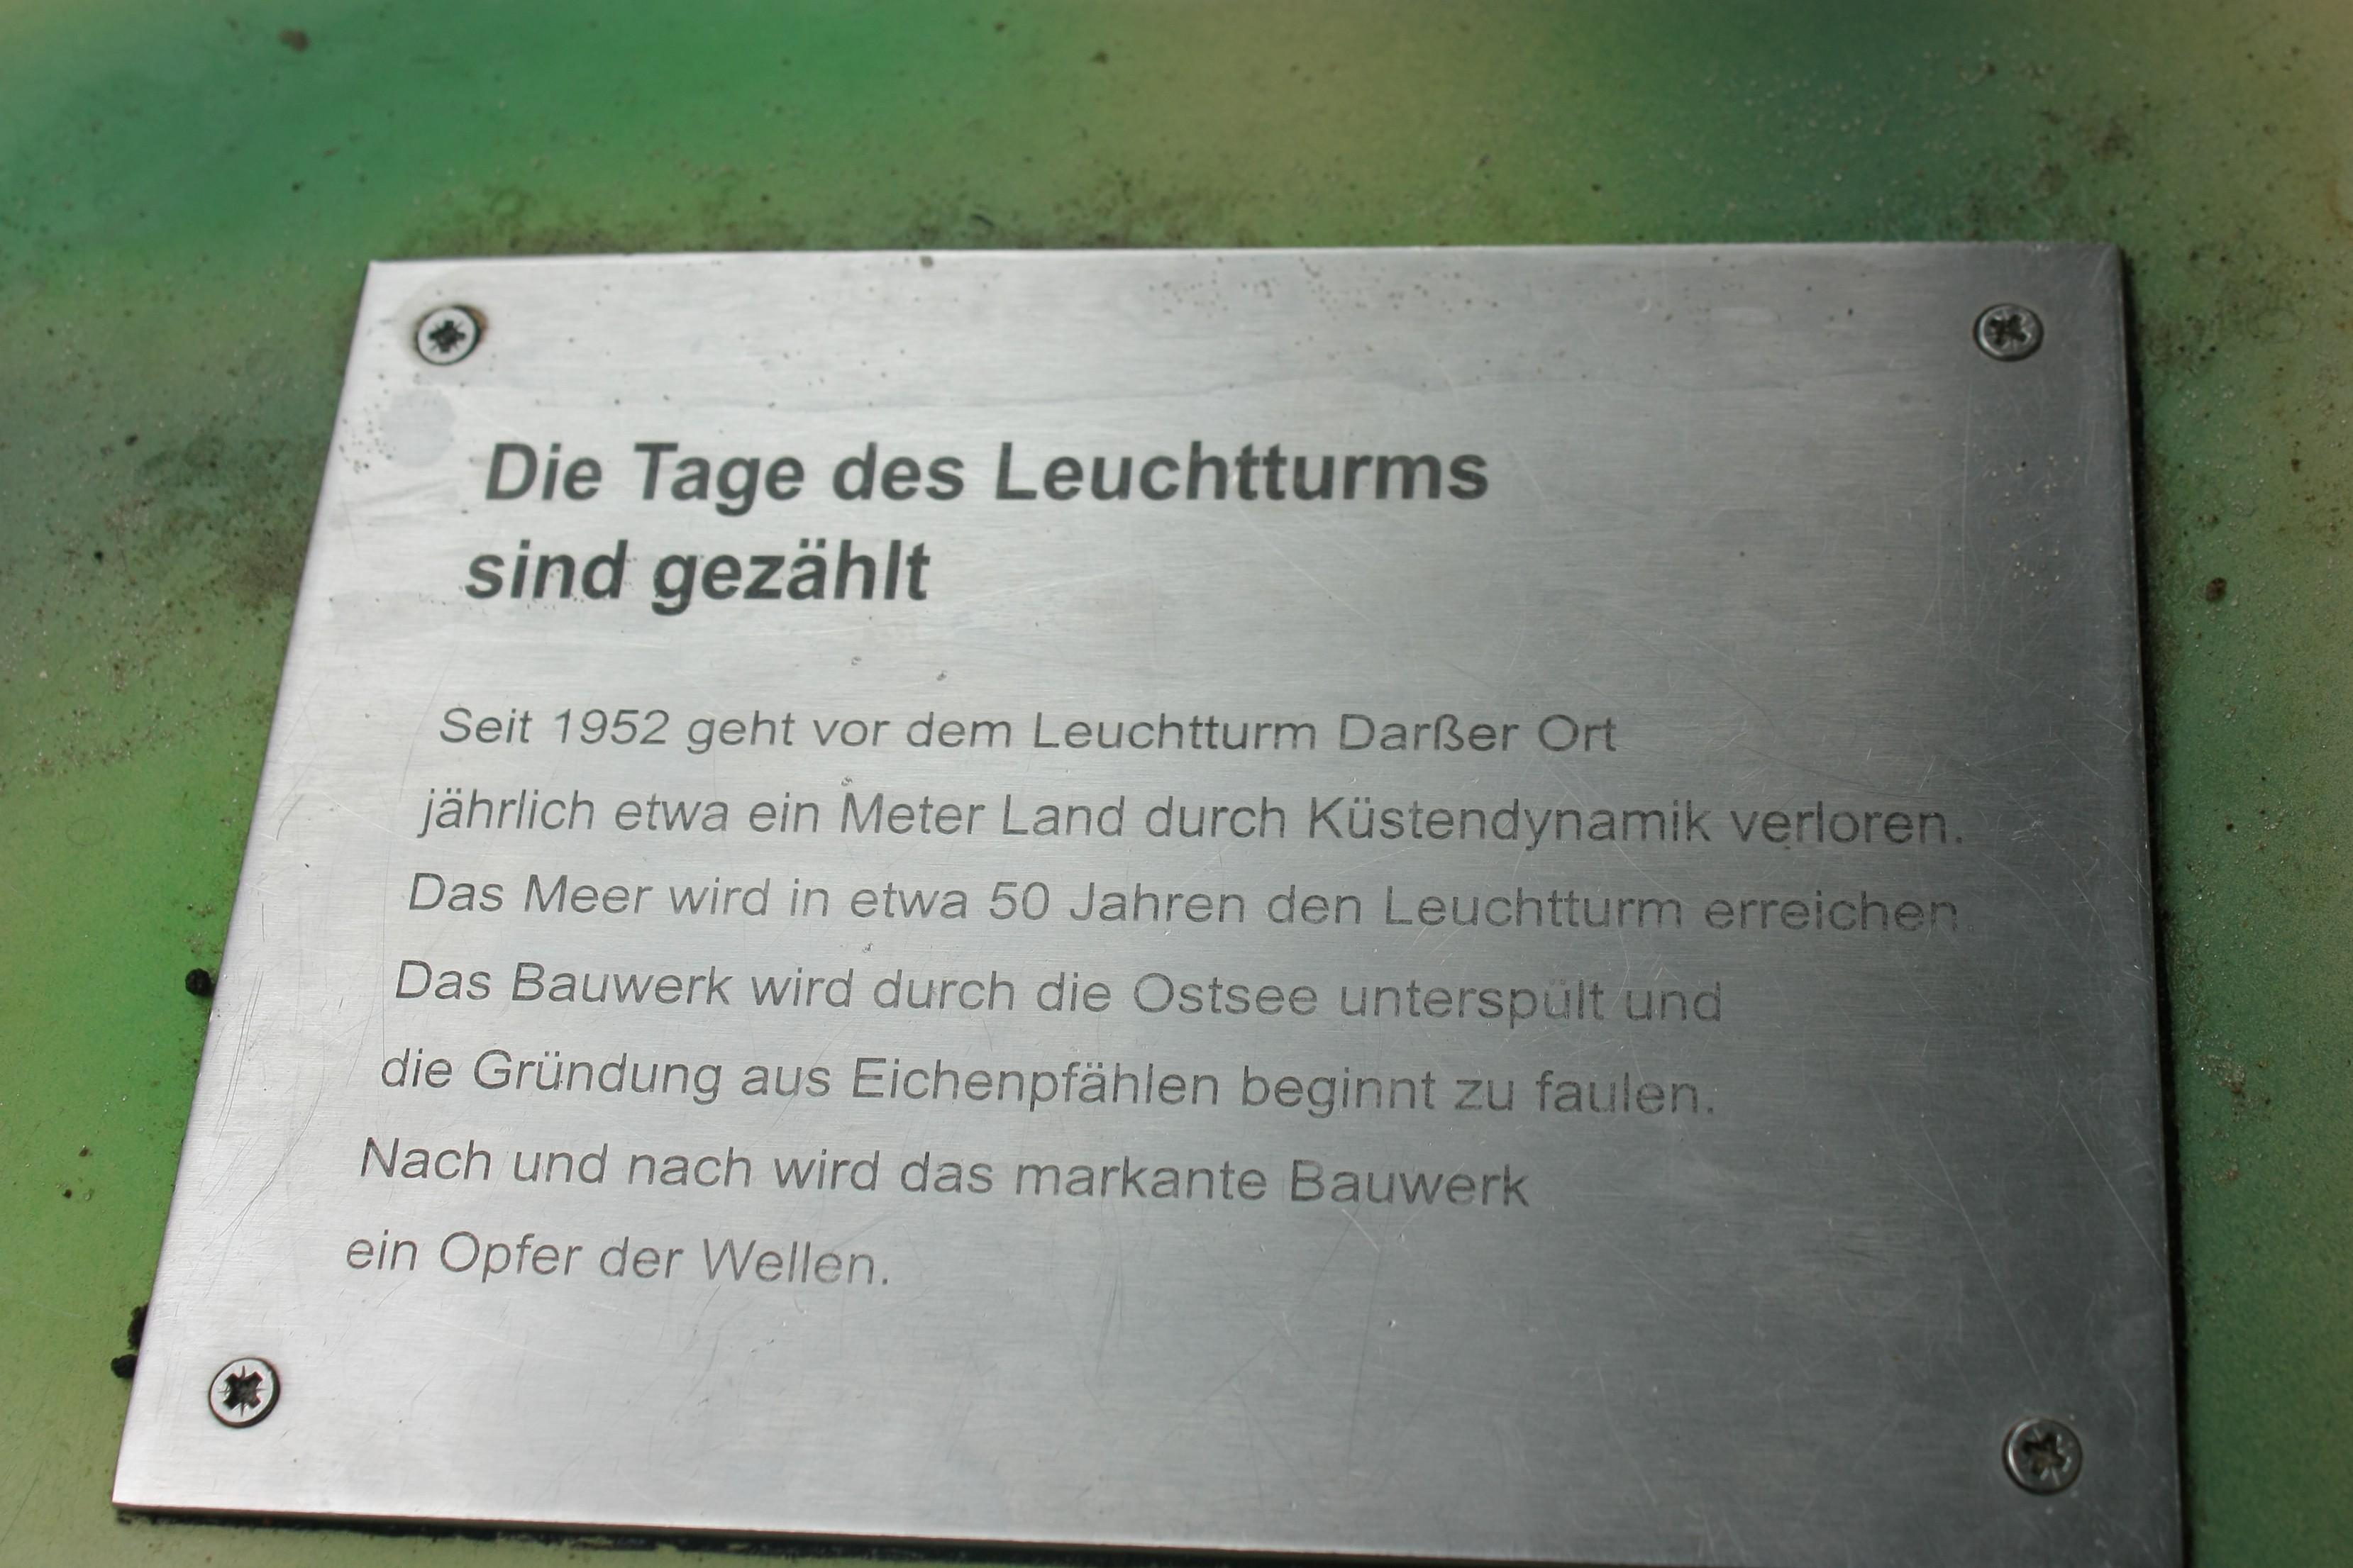 Die Tage des Leuchtturms
sind gezählt
Seit 1952 geht vor dem Leuchtturm Darßer Ort
jährlich etwa ein Meter Land durch Küstendynamik verloren.
Das Meer wird in etwa 50 Jahren den Leuchtturm erreichen.
Das Bauwerk wird durch die Ostsee unterspült und
die Gründung aus Eichenpfählen beginnt zu faulen.
Nach und nach wird das markante Bauwerk
ein Opfer der Wellen.